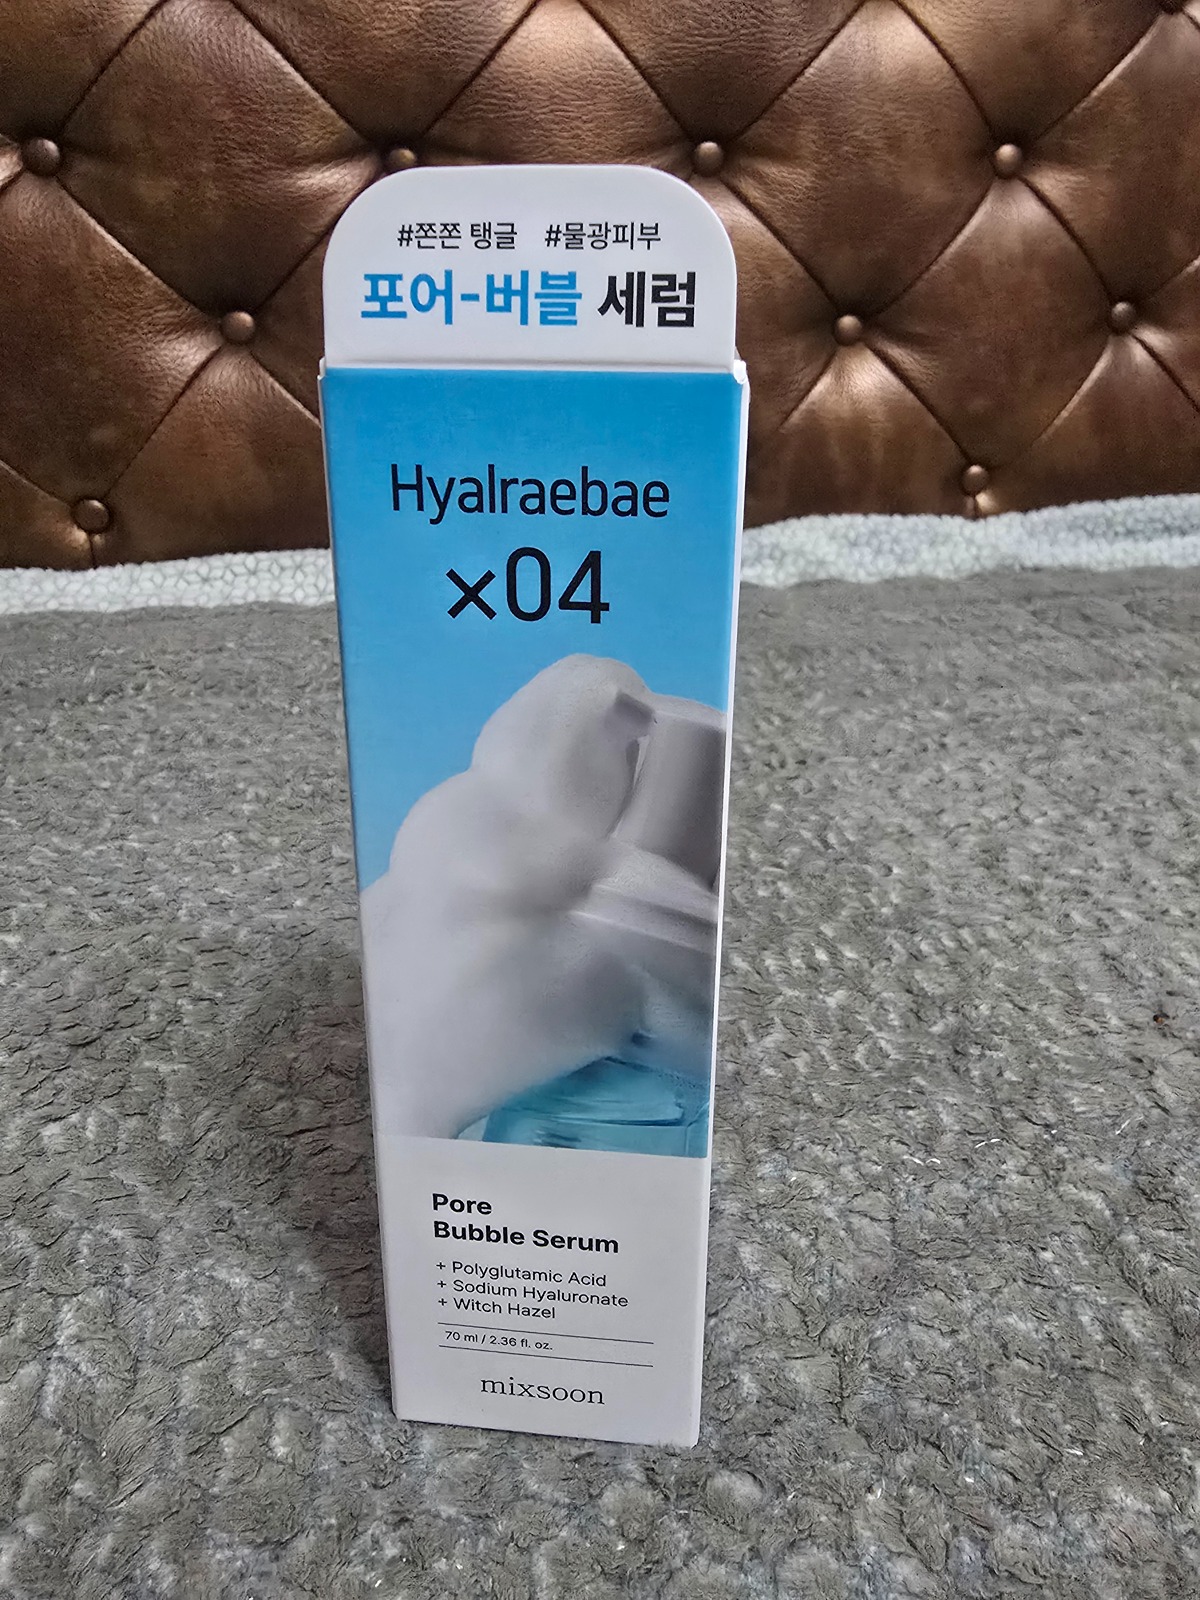 #쫀쫀 탱글 #물광피부
포어-버블 세럼
Hyalraebae
×04
Pore
Bubble Serum
+ Polyglutamic Acid
+ Sodium Hyaluronate
+ Witch Hazel
70 ml / 2.36 fl. oz.
mixsoon